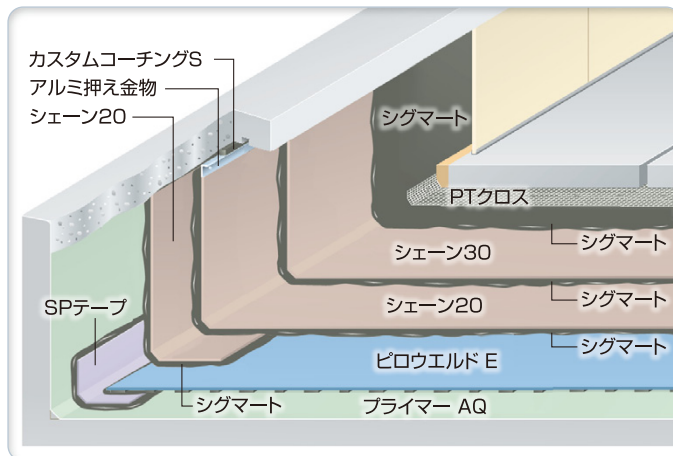 カスタムコーチングS
アルミ押え金物
シェーン20
シグマート
PTクロス
シグマート
シェーン30
シグマート
SPテープ
シェーン20
シグマート
ピロウエルド E
シグマート
プライマー AQ